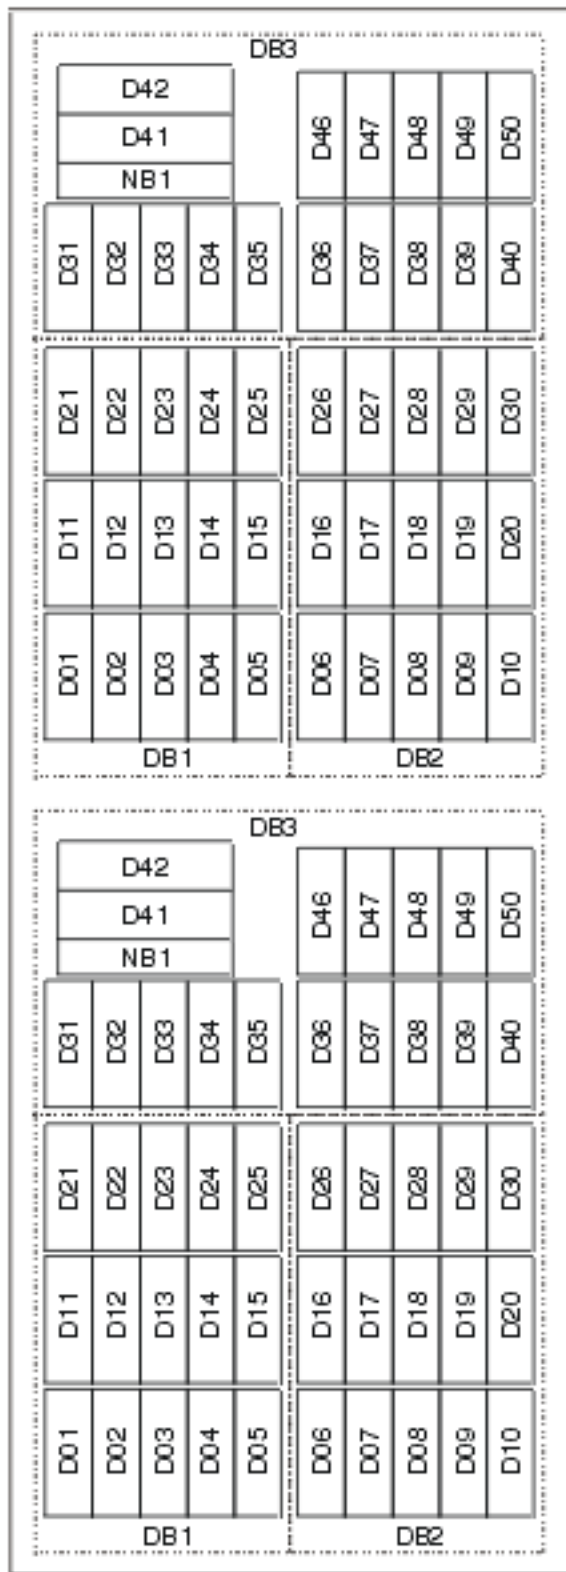 DB3
D42
D41
NB1
D46 D47 D48 D49 D50
D31 D32 D33 D34 D35 D36 D37 D38 D39 D40
D21 D22 D23 D24 D25 D26 D27 D28 D29 D30
D11 D12 D13 D14 D15 D16 D17 D18 D19 D20
D01 D02 D03 D04 D05 D06 D07 D08 D09 D10
DB1 DB2
DB3
D42
D41
NB1
D46 D47 D48 D49 D50
D31 D32 D33 D34 D35 D36 D37 D38 D39 D40
D21 D22 D23 D24 D25 D26 D27 D28 D29 D30
D11 D12 D13 D14 D15 D16 D17 D18 D19 D20
D01 D02 D03 D04 D05 D06 D07 D08 D09 D10
DB1 DB2